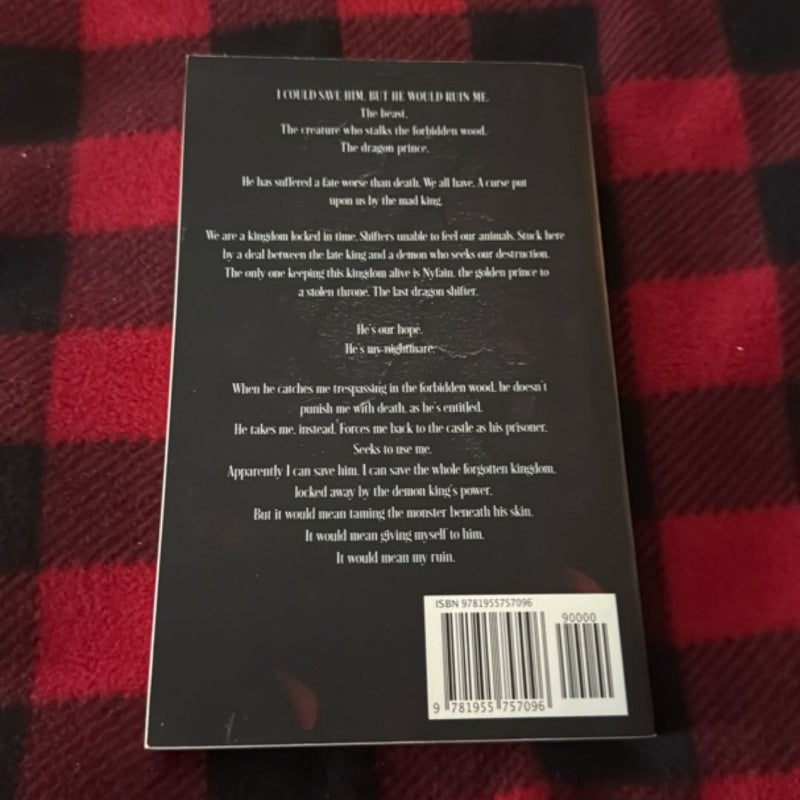 I COULD SAVE HIM, BUT HE WOULD RUIN ME.
The beast.
The creature who stalks the forbidden wood.
The dragon prince.
He has suffered a fate worse than death. We all have. A curse put
upon us by the mad king.
We are a kingdom locked in time. Shifters unable to feel our animals. Stuck here
by a deal between the late king and a demon who seeks our destruction.
The only one keeping this kingdom alive is Nyfain, the golden prince to
a stolen throne. The last dragon shifter.
He's our hope.
He's my nightmare.
When he catches me trespassing in the forbidden wood, he doesn't
punish me with death, as he's entitled.
He takes me, instead. Forces me back to the castle as his prisoner.
Seeks to use me.
Apparently I can save him. I can save the whole forgotten kingdom,
locked away by the demon king's power.
But it would mean taming the monster beneath his skin.
It would mean giving myself to him.
It would mean my ruin.
ISBN 9781955757096
90000
9 781955 757096